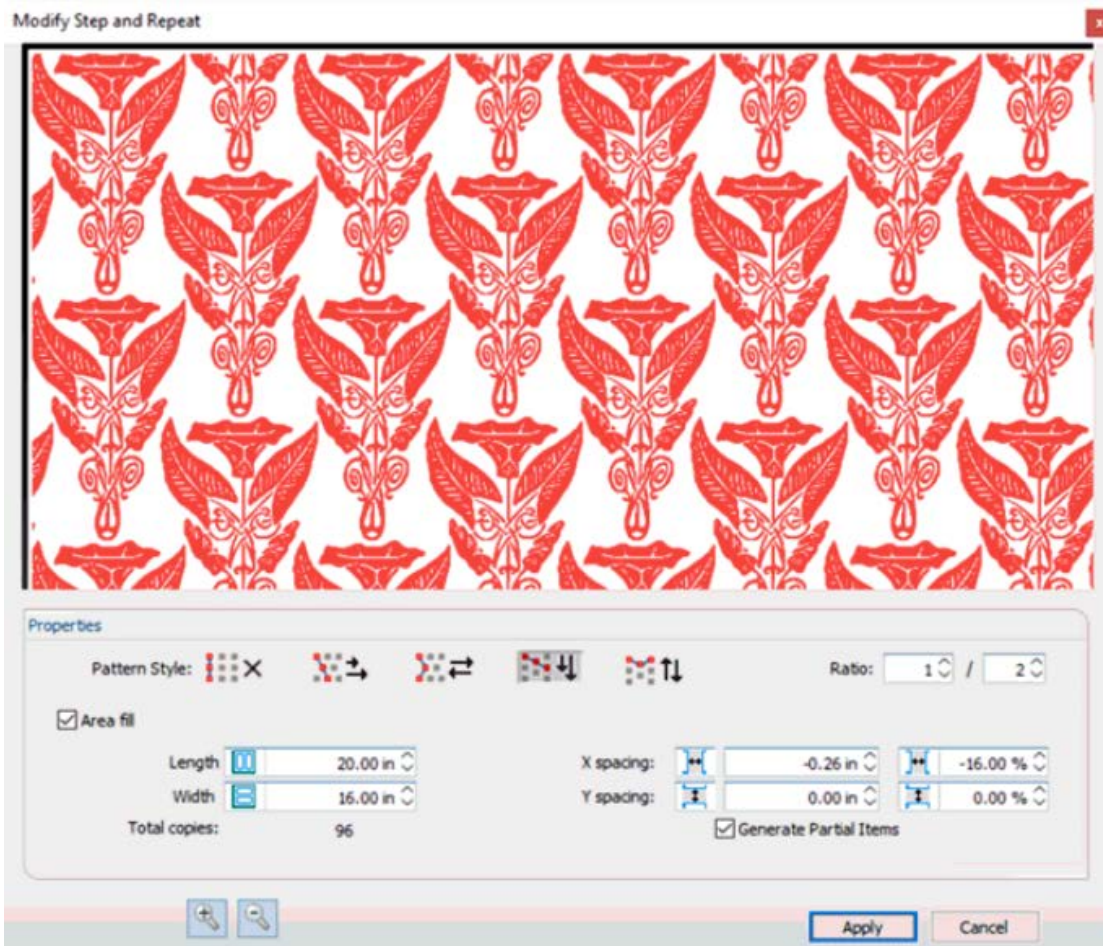 Modify Step and Repeat
x
Properties
Pattern Style:
Ratio: 1 / 2
Area fill
Length 20.00 in X spacing: -0.26 in -16.00 %
Width 16.00 in Y spacing: 0.00 in 0.00 %
Total copies: 96 Generate Partial Items
Apply Cancel